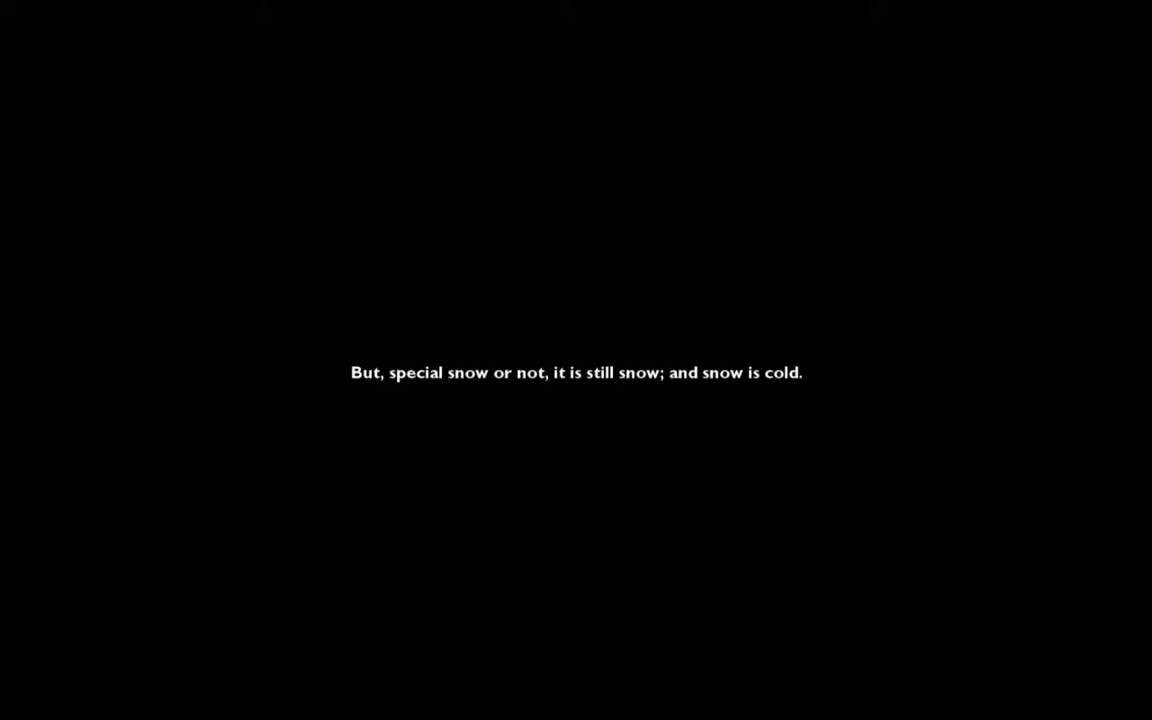 But, special snow or not, it is still snow; and snow is cold.